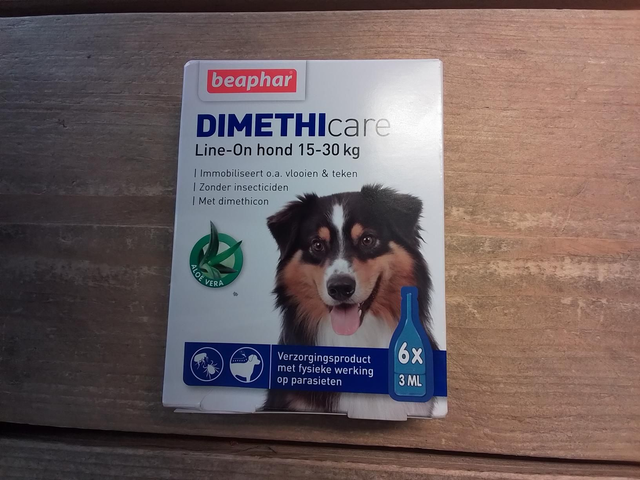 beaphar
DIMETHIcare
Line-On hond 15-30 kg
| Immobiliseert o.a. vlooien & teken
| Zonder insecticiden
| Met dimethicon
ALOE VERA
Verzorgingsproduct
met fysieke werking
op parasieten
6x
3 ML